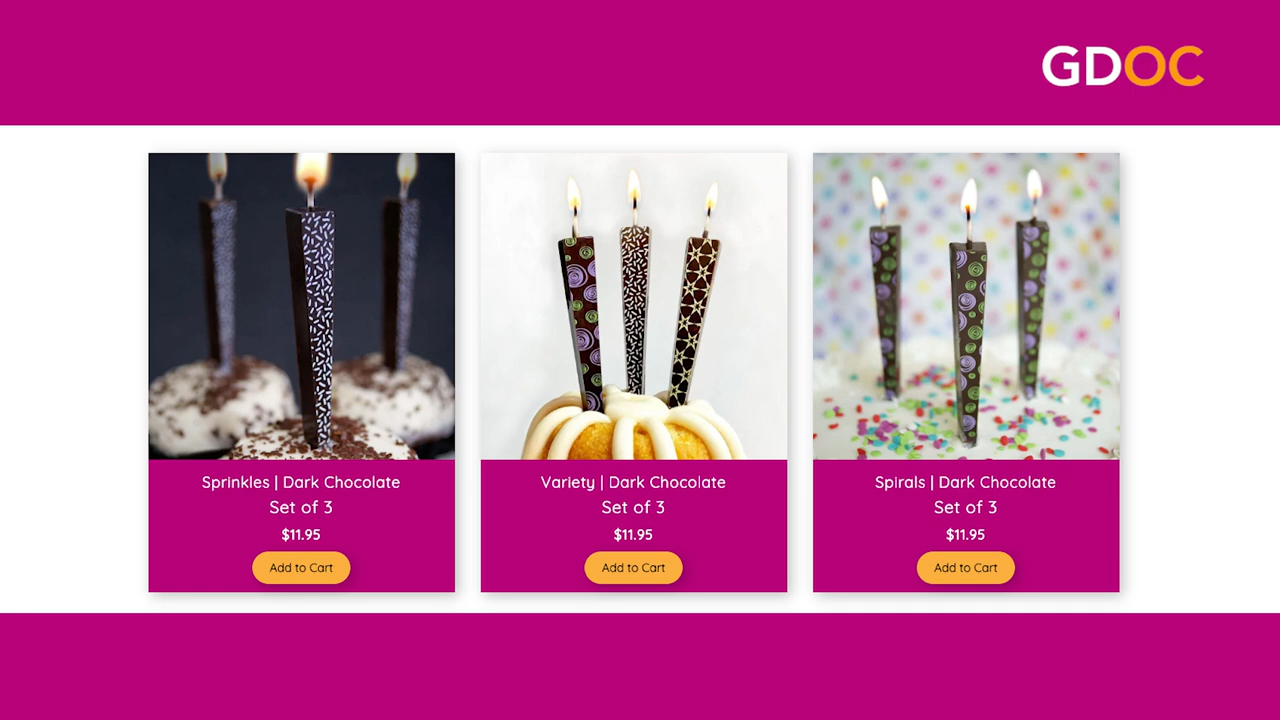 GDOC
Sprinkles | Dark Chocolate
Set of 3
$11.95
Add to Cart
Variety | Dark Chocolate
Set of 3
$11.95
Add to Cart
Spirals | Dark Chocolate
Set of 3
$11.95
Add to Cart